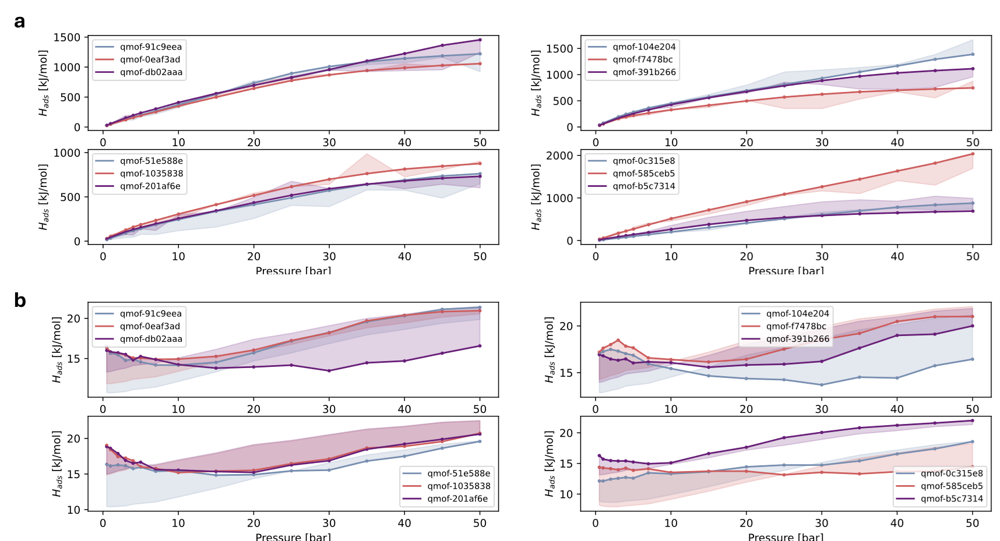 a
1500
1000
500
0
H_ads [kJ/mol]
qmof-91c9eea
qmof-0eaf3ad
qmof-db02aaa
0 10 20 30 40 50
1500
1000
500
0
H_ads [kJ/mol]
qmof-104e204
qmof-f7478bc
qmof-391b266
0 10 20 30 40 50
1000
500
0
H_ads [kJ/mol]
qmof-51e588e
qmof-1035838
qmof-201af6e
0 10 20 30 40 50
Pressure [bar]
2000
1000
0
H_ads [kJ/mol]
qmof-0c315e8
qmof-585ceb5
qmof-b5c7314
0 10 20 30 40 50
Pressure [bar]
b
20
15
H_ads [kJ/mol]
qmof-91c9eea
qmof-0eaf3ad
qmof-db02aaa
0 10 20 30 40 50
20
15
H_ads [kJ/mol]
qmof-104e204
qmof-f7478bc
qmof-391b266
0 10 20 30 40 50
20
15
10
H_ads [kJ/mol]
qmof-51e588e
qmof-1035838
qmof-201af6e
0 10 20 30 40 50
Pressure [bar]
20
15
10
H_ads [kJ/mol]
qmof-0c315e8
qmof-585ceb5
qmof-b5c7314
0 10 20 30 40 50
Pressure [bar]